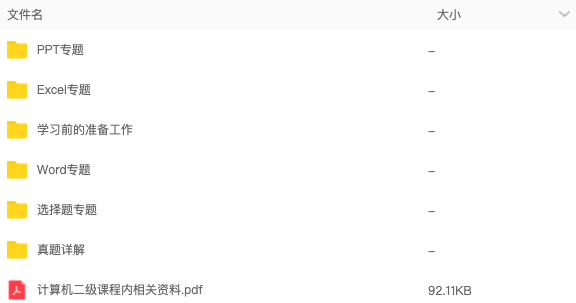 文件名 大小
PPT专题 –
Excel专题 –
学习前的准备工作 –
Word专题 –
选择题专题 –
真题详解 –
计算机二级课程内相关资料.pdf 92.11KB